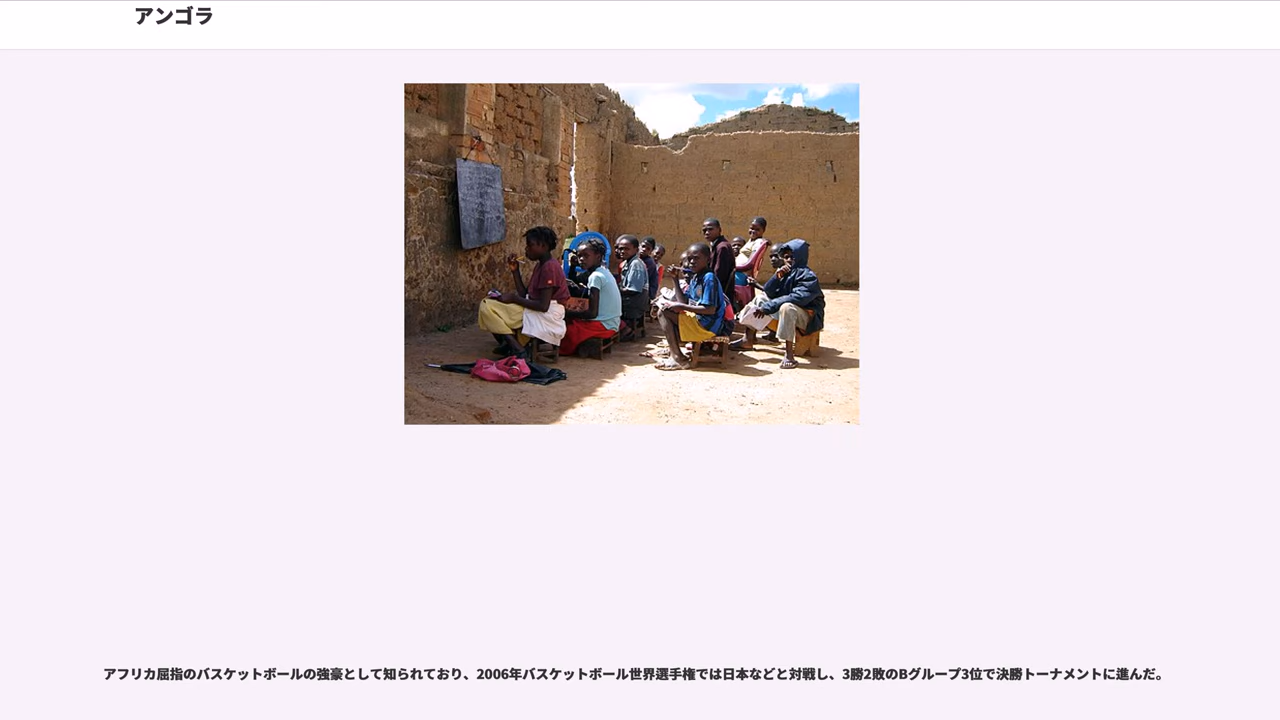 アンゴラ
アフリカ屈指のバスケットボールの強豪として知られており、2006年バスケットボール世界選手権では日本などと対戦し、3勝2敗のBグループ3位で決勝トーナメントに進んだ。